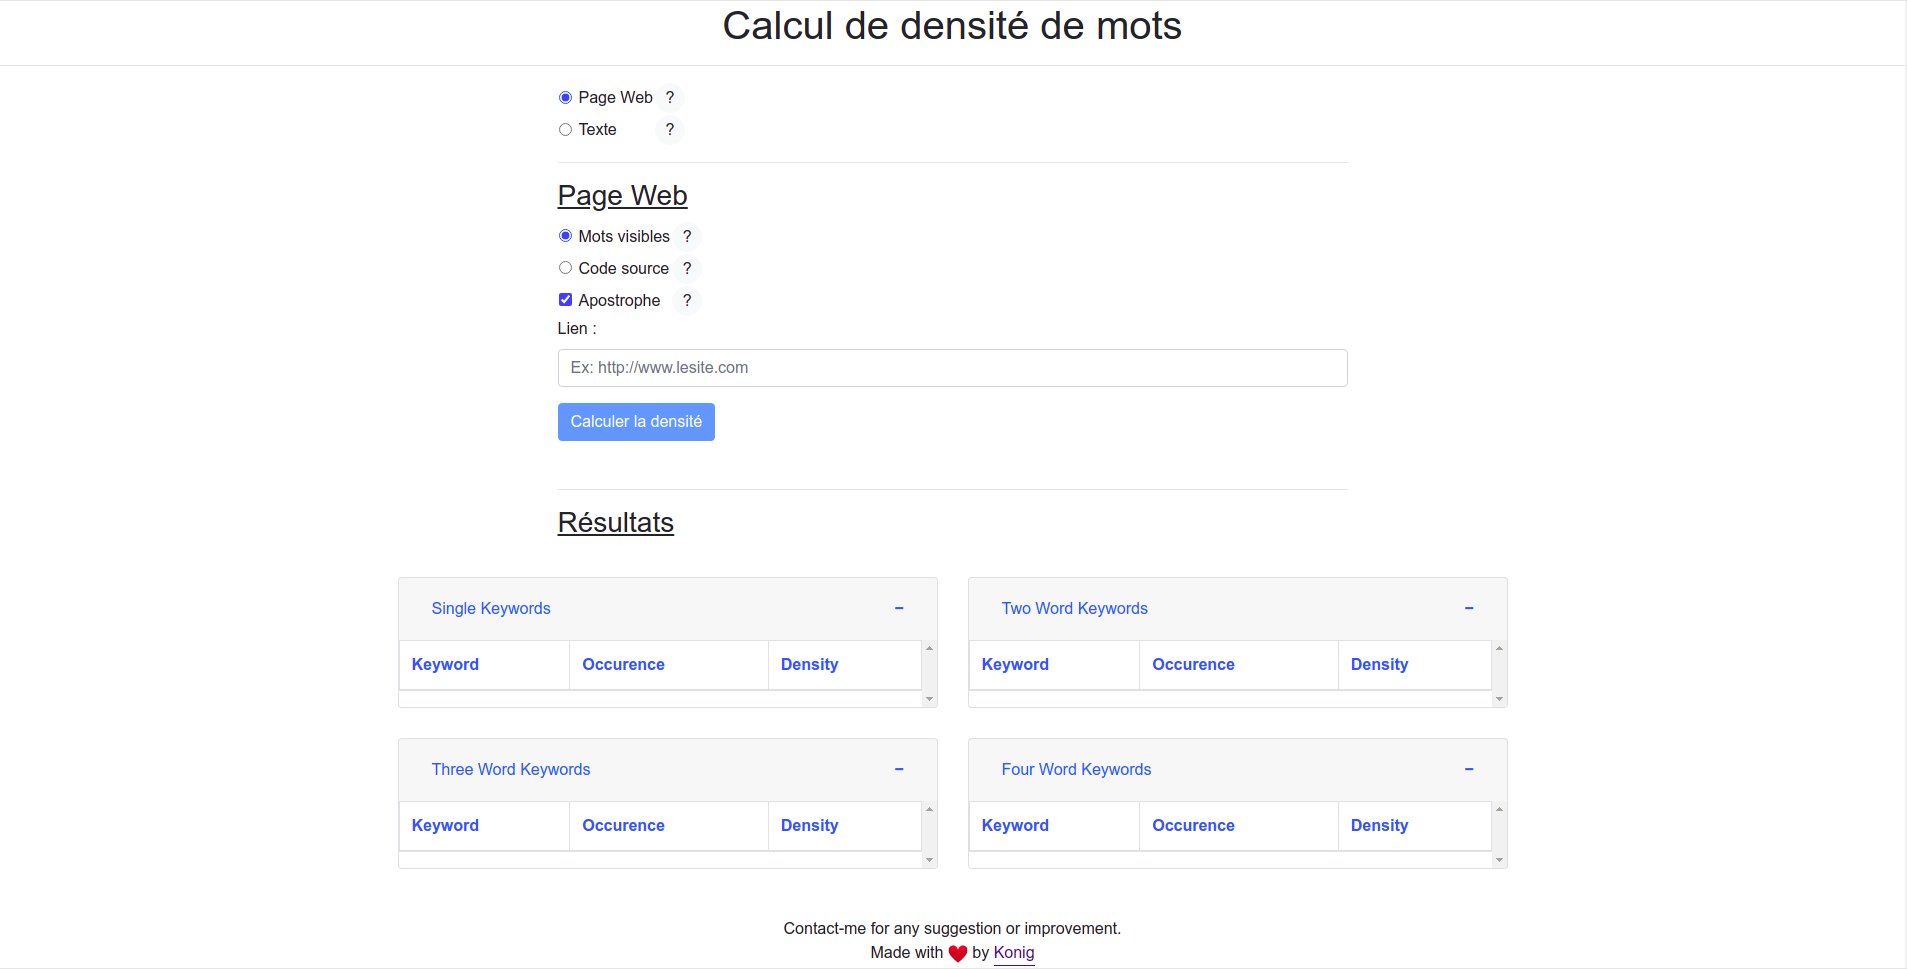 Calcul de densité de mots
Page Web ?
Texte ?
Page Web
Mots visibles ?
Code source ?
Apostrophe ?
Lien :
Ex: http://www.lesite.com
Calculer la densité
Résultats
Single Keywords −
Keyword Occurence Density
Two Word Keywords −
Keyword Occurence Density
Three Word Keywords −
Keyword Occurence Density
Four Word Keywords −
Keyword Occurence Density
Contact-me for any suggestion or improvement.
Made with ❤ by Konig